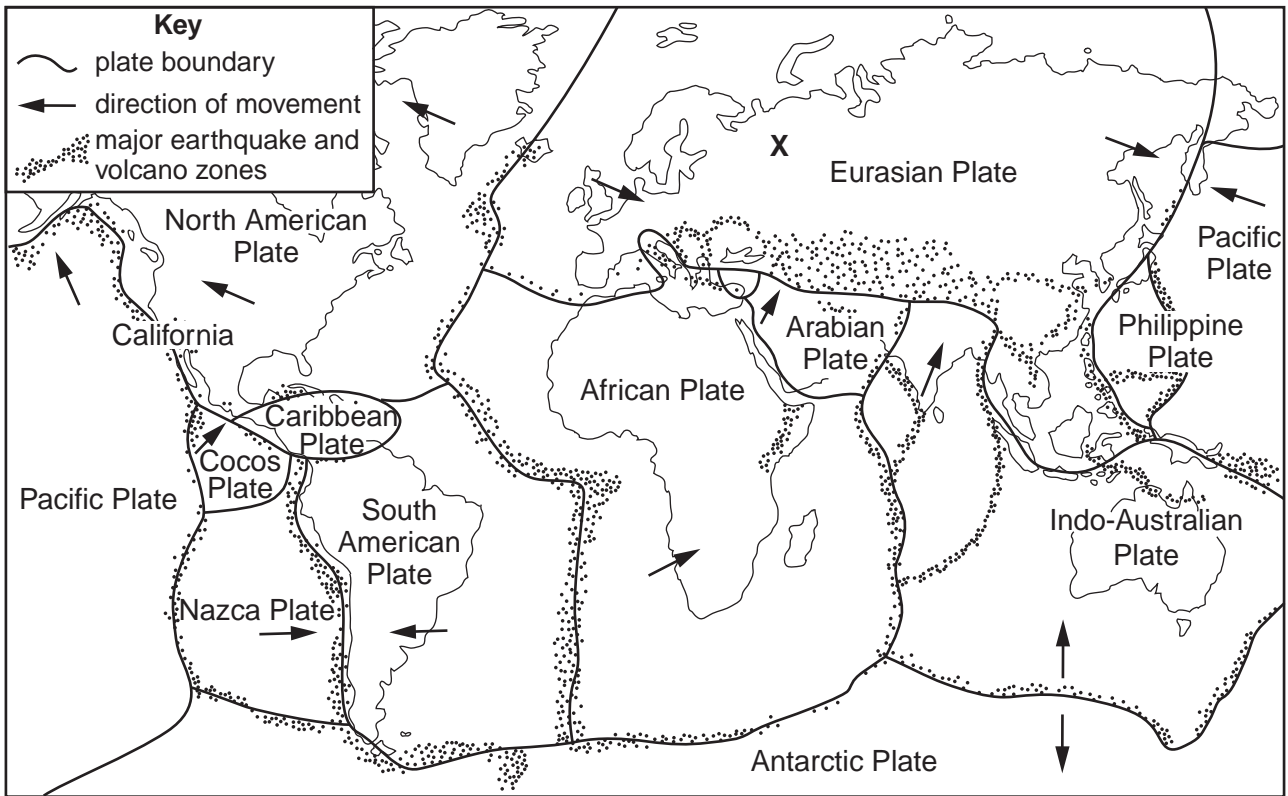 Key
plate boundary
direction of movement
major earthquake and
volcano zones
X
Eurasian Plate
North American
Plate
Pacific
Plate
California
Arabian
Plate
Philippine
Plate
African Plate
Caribbean
Plate
Cocos
Plate
Pacific Plate
South
American
Plate
Indo-Australian
Plate
Nazca Plate
Antarctic Plate